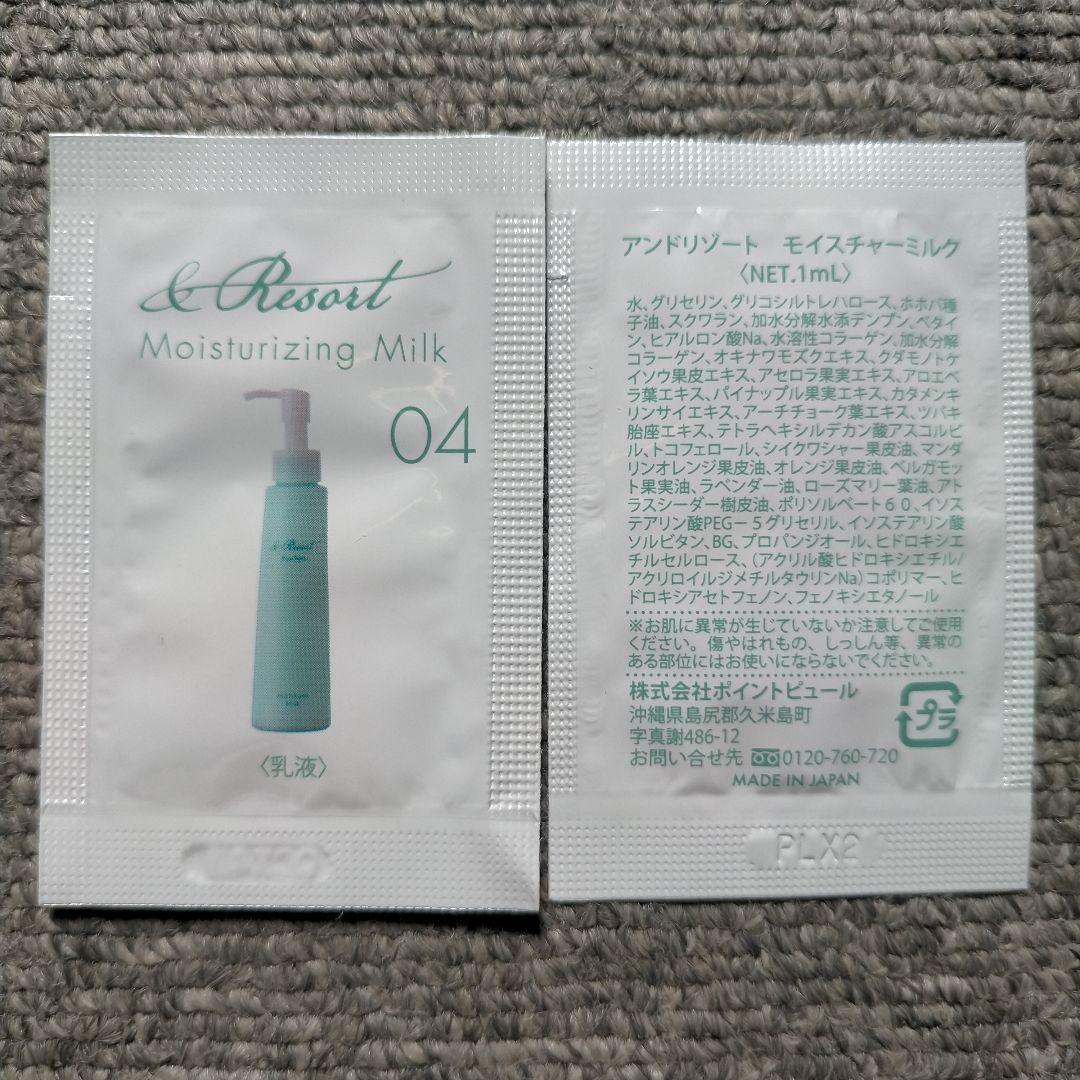 & Resort
Moisturizing Milk
04
& Resort
〈乳液〉
アンドリゾート　モイスチャーミルク
〈NET.1mL〉
水、グリセリン、グリコシルトレハロース、ホホバ種
子油、スクワラン、加水分解水添デンプン、ベタイ
ン、ヒアルロン酸Na、水溶性コラーゲン、加水分解
コラーゲン、オキナワモズクエキス、クダモノトケ
イソウ果皮エキス、アセロラ果実エキス、アロエベ
ラ葉エキス、パイナップル果実エキス、カタメンキ
リンサイエキス、アーチチョーク葉エキス、ツバキ
胎座エキス、テトラヘキシルデカン酸アスコルビ
ル、トコフェロール、シイクワシャー果皮油、マンダ
リンオレンジ果皮油、オレンジ果皮油、ベルガモッ
ト果実油、ラベンダー油、ローズマリー葉油、アト
ラスシーダー樹皮油、ポリソルベート６０、イソス
テアリン酸PEG－５グリセリル、イソステアリン酸
ソルビタン、BG、プロパンジオール、ヒドロキシエ
チルセルロース、（アクリル酸ヒドロキシエチル/
アクリロイルジメチルタウリンNa）コポリマー、ヒ
ドロキシアセトフェノン、フェノキシエタノール
※お肌に異常が生じていないか注意してご使用
ください。傷やはれもの、しっしん等、異常の
ある部位にはお使いにならないでください。
株式会社ポイントピュール
沖縄県島尻郡久米島町
字真謝486-12
お問い合せ先 0120-760-720
プラ
MADE IN JAPAN
PLX2